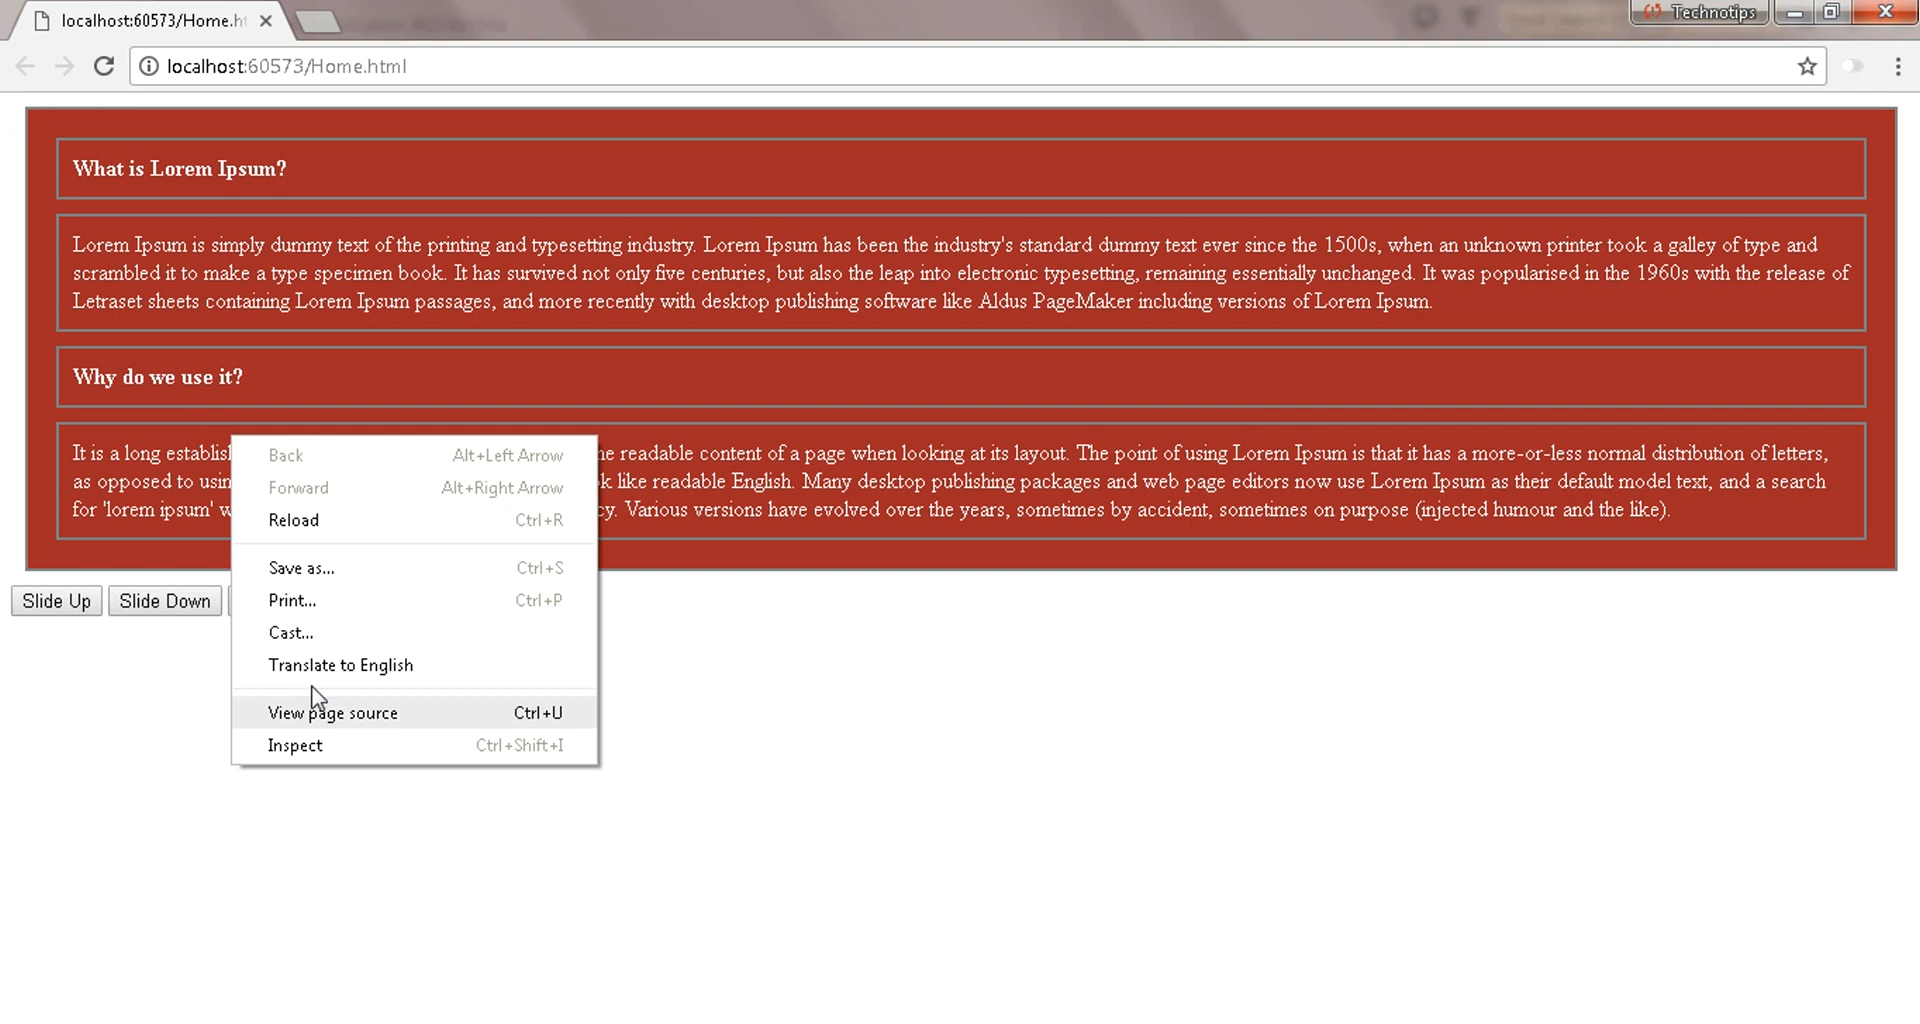 localhost:60573/Home.ht
Technotips
localhost:60573/Home.html
What is Lorem Ipsum?
Lorem Ipsum is simply dummy text of the printing and typesetting industry. Lorem Ipsum has been the industry's standard dummy text ever since the 1500s, when an unknown printer took a galley of type and
scrambled it to make a type specimen book. It has survived not only five centuries, but also the leap into electronic typesetting, remaining essentially unchanged. It was popularised in the 1960s with the release of
Letraset sheets containing Lorem Ipsum passages, and more recently with desktop publishing software like Aldus PageMaker including versions of Lorem Ipsum.
Why do we use it?
It is a long establis he readable content of a page when looking at its layout. The point of using Lorem Ipsum is that it has a more-or-less normal distribution of letters,
as opposed to usin k like readable English. Many desktop publishing packages and web page editors now use Lorem Ipsum as their default model text, and a search
for 'lorem ipsum' w cy. Various versions have evolved over the years, sometimes by accident, sometimes on purpose (injected humour and the like).
Slide Up Slide Down
Back Alt+Left Arrow
Forward Alt+Right Arrow
Reload Ctrl+R
Save as... Ctrl+S
Print... Ctrl+P
Cast...
Translate to English
View page source Ctrl+U
Inspect Ctrl+Shift+I